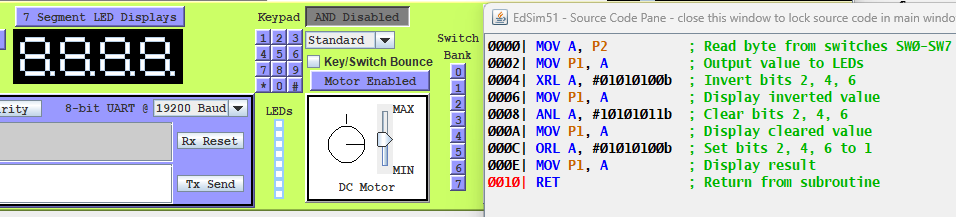 7 Segment LED Displays
8.8.8.8.
Keypad
AND Disabled
Standard
Key/Switch Bounce
Motor Enabled
1 2 3
4 5 6
7 8 9
* 0 #
Switch
Bank
0
1
2
3
4
5
6
7
arity
8-bit UART @ 19200 Baud
Rx Reset
Tx Send
LEDs
MAX
MIN
DC Motor
EdSim51 - Source Code Pane - close this window to lock source code in main windo
0000| MOV A, P2 ; Read byte from switches SW0-SW7
0002| MOV P1, A ; Output value to LEDs
0004| XRL A, #01010100b ; Invert bits 2, 4, 6
0006| MOV P1, A ; Display inverted value
0008| ANL A, #10101011b ; Clear bits 2, 4, 6
000A| MOV P1, A ; Display cleared value
000C| ORL A, #01010100b ; Set bits 2, 4, 6 to 1
000E| MOV P1, A ; Display result
0010| RET ; Return from subroutine